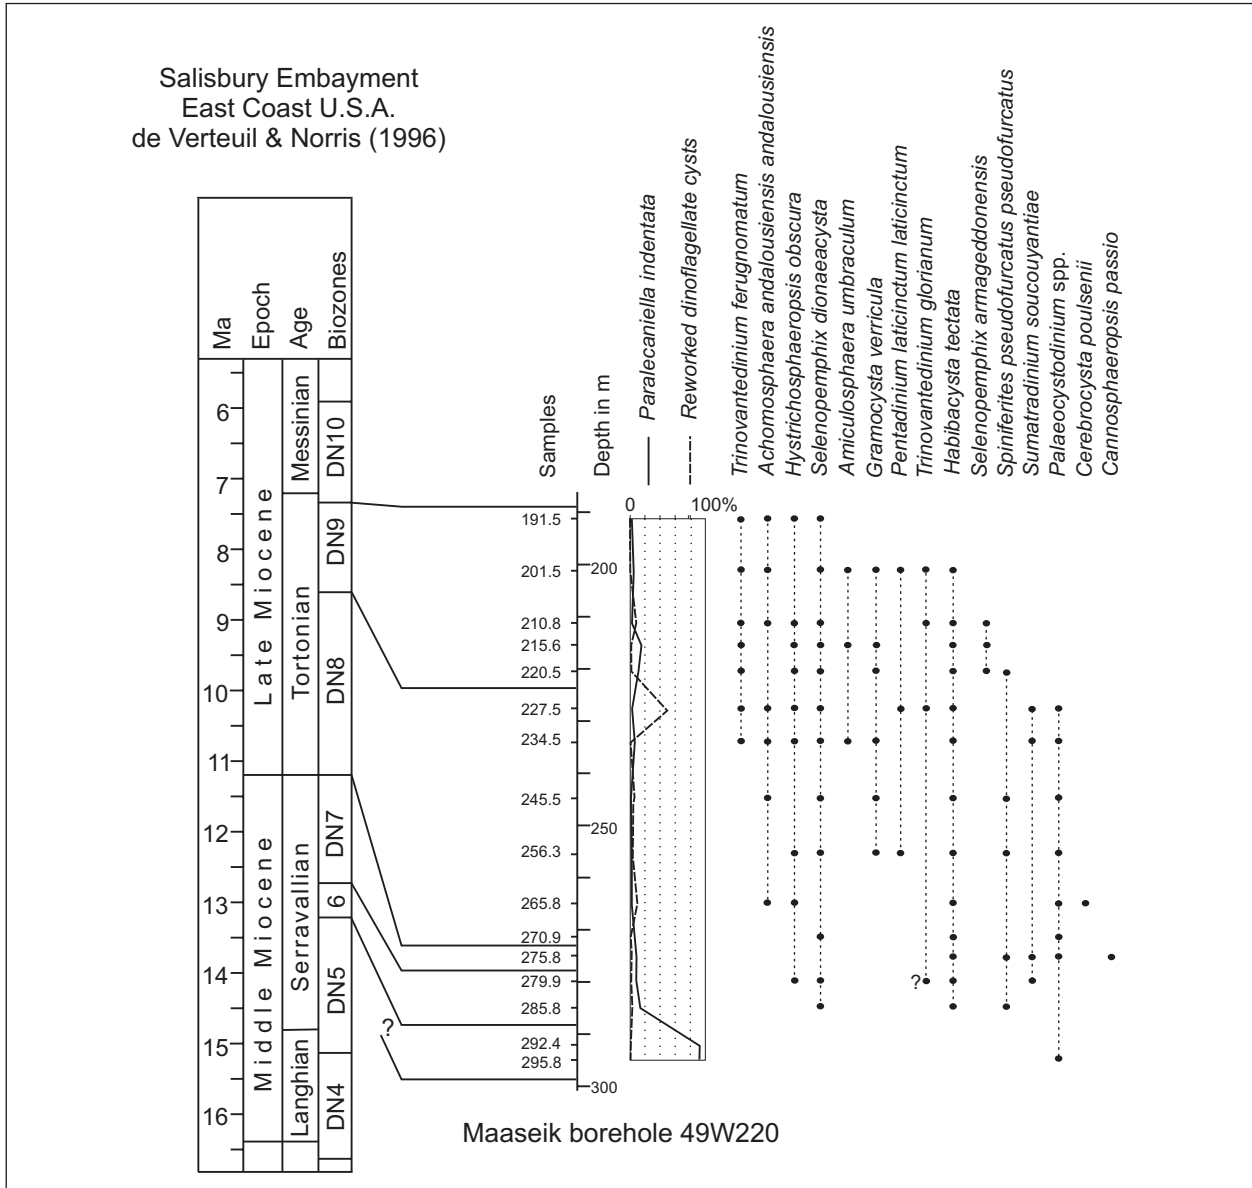 Salisbury Embayment
East Coast U.S.A.
de Verteuil & Norris (1996)
Ma
Epoch
Age
Biozones
6
7
8
9
10
11
12
13
14
15
16
Late Miocene
Middle Miocene
Messinian
Tortonian
Serravallian
Langhian
DN10
DN9
DN8
DN7
6
DN5
DN4
?
Samples
Depth in m
191.5
201.5
210.8
215.6
220.5
227.5
234.5
245.5
256.3
265.8
270.9
275.8
279.9
285.8
292.4
295.8
200
250
300
Paralecaniella indentata
Reworked dinoflagellate cysts
0 100%
Trinovantedinium ferugnomatum
Achomosphaera andalousiensis andalousiensis
Hystrichosphaeropsis obscura
Selenopemphix dionaeacysta
Amiculosphaera umbraculum
Gramocysta verricula
Pentadinium laticinctum laticinctum
Trinovantedinium glorianum
Habibacysta tectata
Selenopemphix armageddonensis
Spiniferites pseudofurcatus pseudofurcatus
Sumatradinium soucouyantiae
Palaeocystodinium spp.
Cerebrocysta poulsenii
Cannosphaeropsis passio
?
Maaseik borehole 49W220